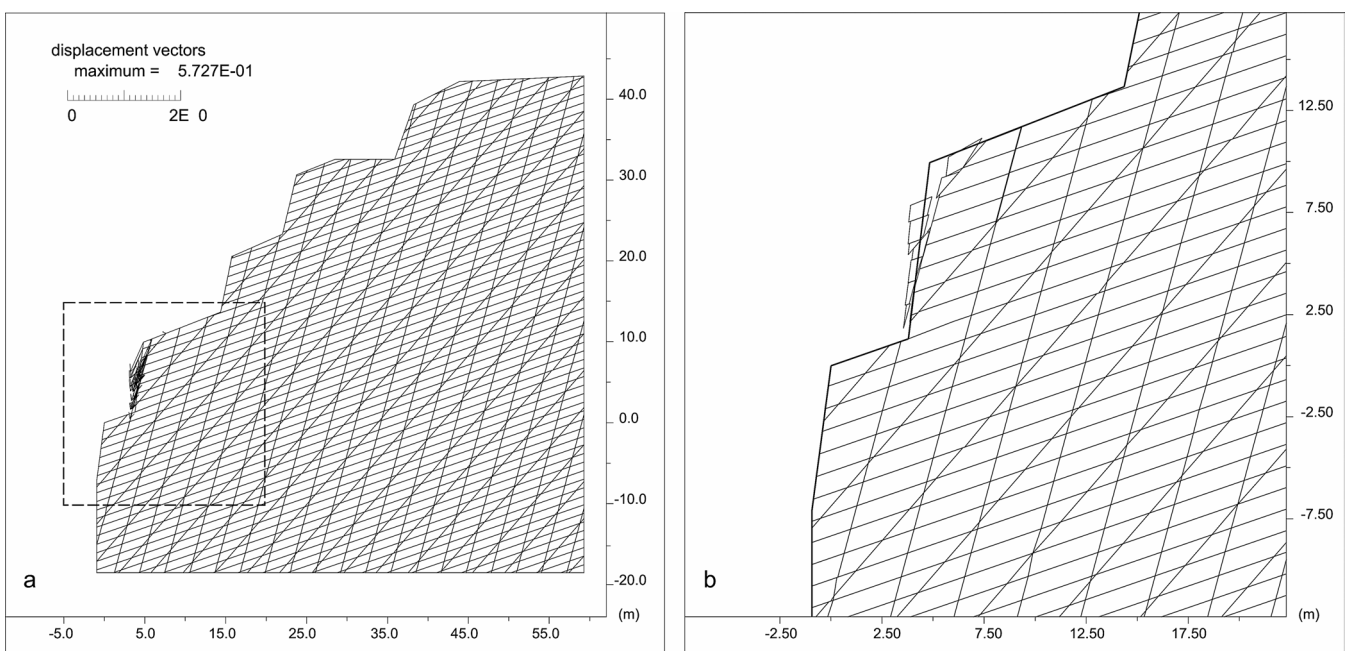 displacement vectors
maximum = 5.727E-01
0 2E 0
40.0
30.0
20.0
10.0
0.0
-10.0
-20.0
(m)
-5.0 5.0 15.0 25.0 35.0 45.0 55.0
a
12.50
7.50
2.50
-2.50
-7.50
(m)
-2.50 2.50 7.50 12.50 17.50
b